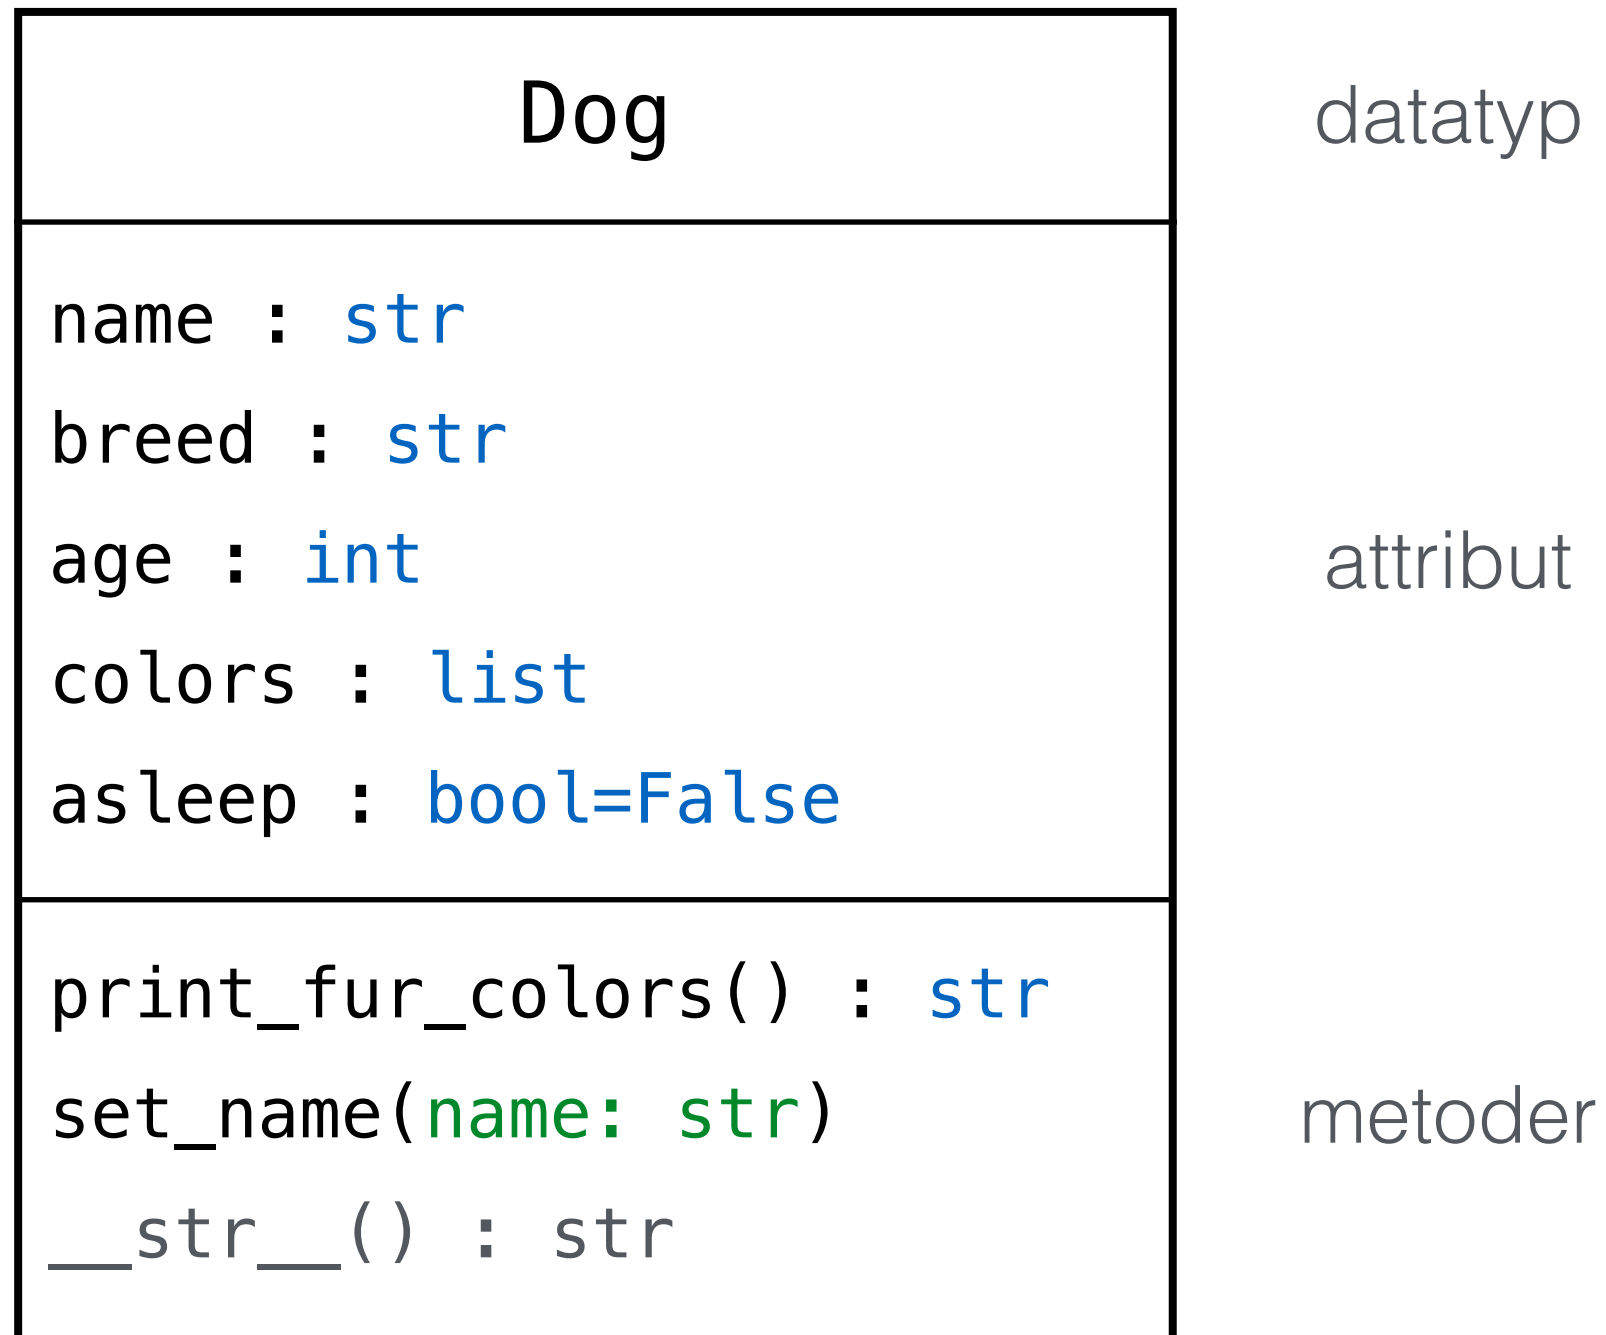 Dog
datatyp
name : str
breed : str
age : int
attribut
colors : list
asleep : bool=False
print_fur_colors() : str
set_name(name: str)
metoder
__str__() : str